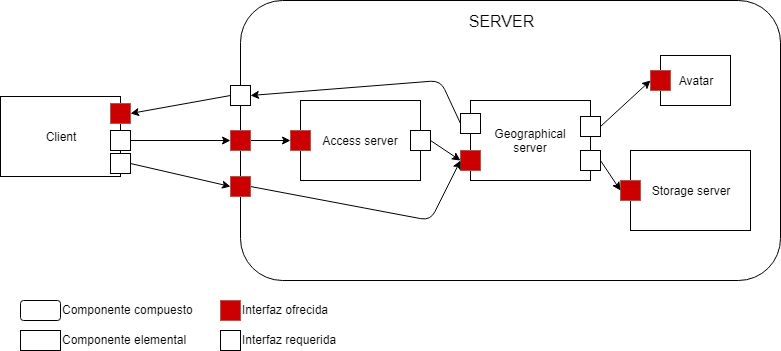 SERVER
Client
Access server
Geographical
server
Avatar
Storage server
Componente compuesto
Interfaz ofrecida
Componente elemental
Interfaz requerida